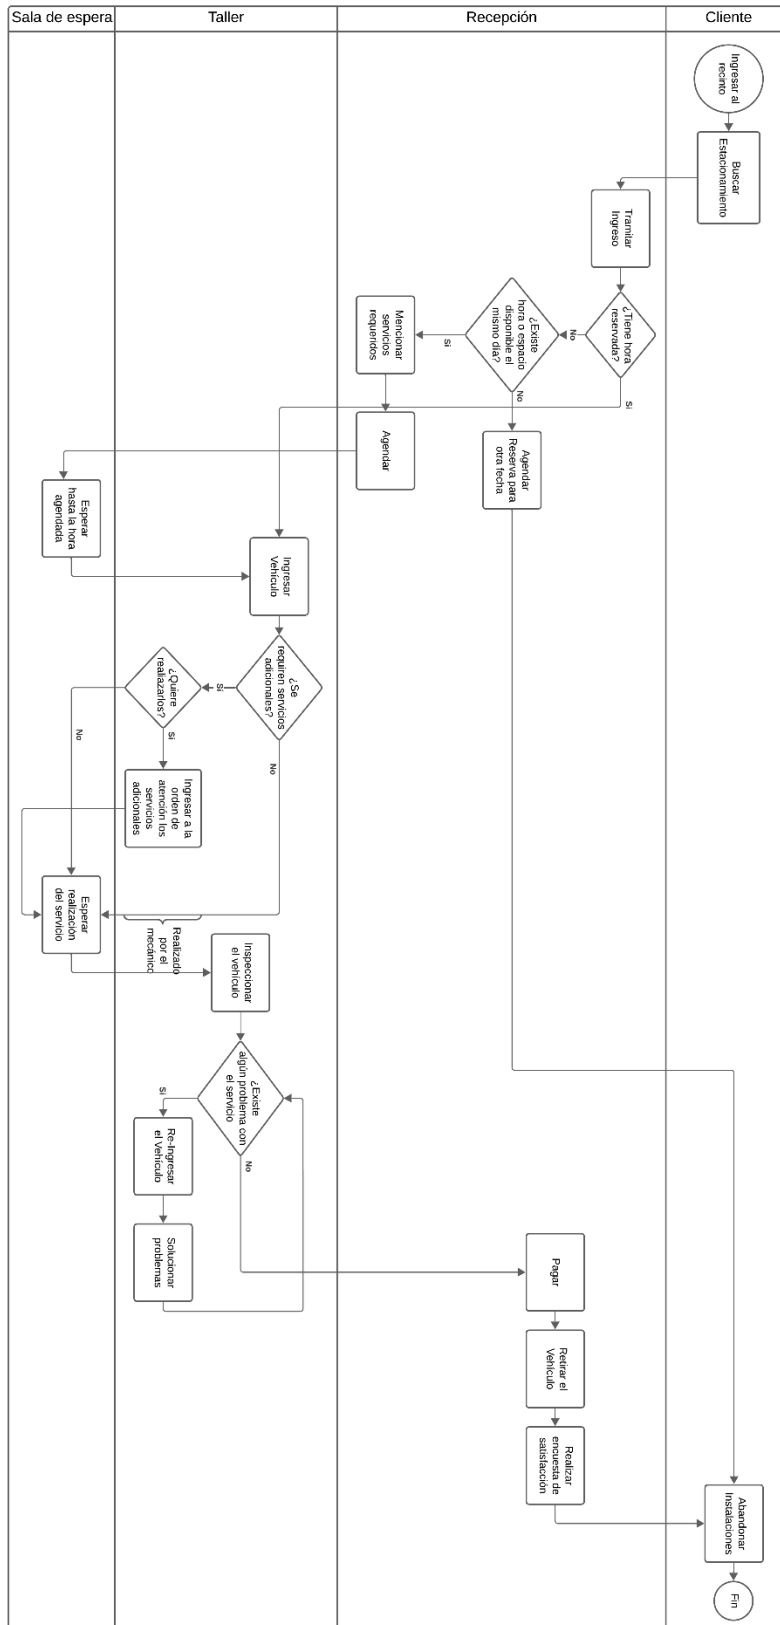 Sala de espera
Taller
Recepción
Cliente
Ingresar al
recinto
Buscar
Estacionamiento
Tramitar
Ingreso
¿Tiene hora
reservada?
No
Si
¿Existe
hora o espacio
disponible el
mismo día?
Si
No
Mencionar
servicios
requeridos
Agendar
Agendar
Reserva para
otra fecha
Esperar
hasta la hora
agendada
Ingresar
Vehículo
¿Se
requiren servicios
adicionales?
Si
No
¿Quiere
realiazarlos?
Si
No
Ingresar a la
orden de
atención los
servicios
adicionales
Esperar
realización
del servicio
Realizado
por el
mecánico
Inspeccionar
el vehículo
¿Existe
algún problema con
el servicio
Si
No
Re-Ingresar
el Vehículo
Solucionar
problemas
Pagar
Retirar el
Vehículo
Realizar
encuesta de
satisfacción
Abandonar
Instalaciones
Fin